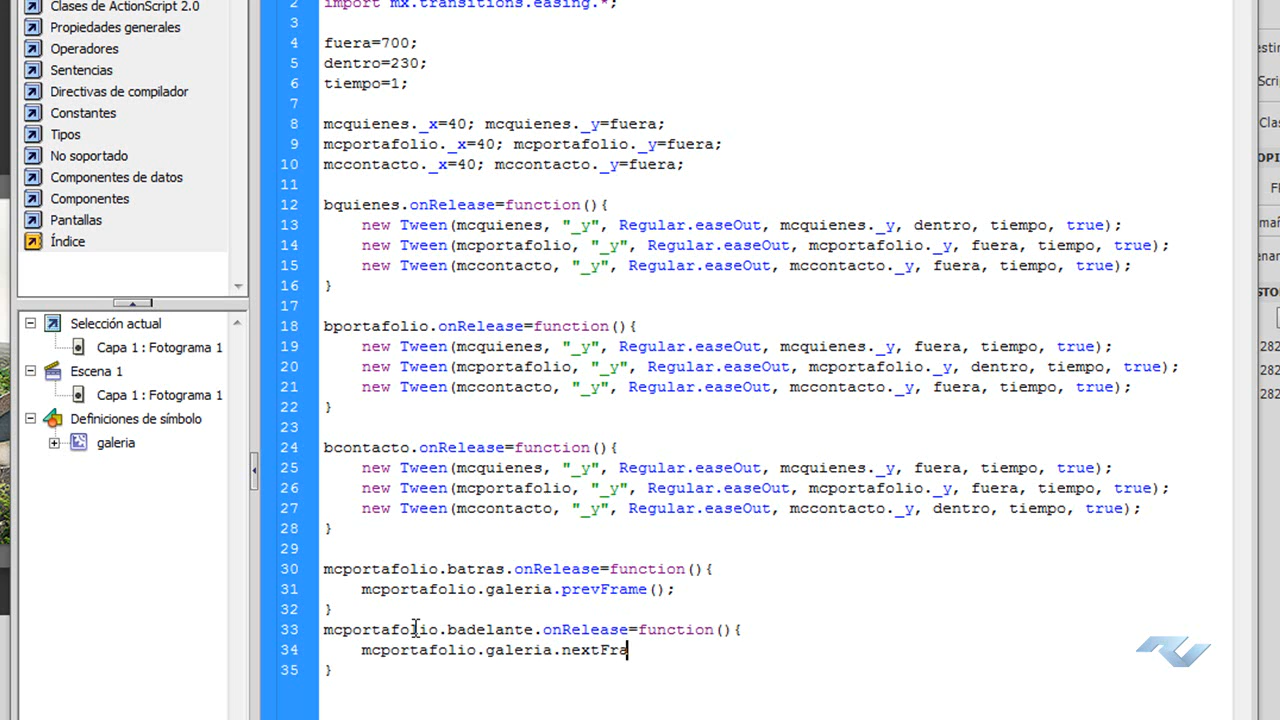 Clases de ActionScript 2.0
Propiedades generales
Operadores
Sentencias
Directivas de compilador
Constantes
Tipos
No soportado
Componentes de datos
Componentes
Pantallas
Índice
Selección actual
Capa 1 : Fotograma 1
Escena 1
Capa 1 : Fotograma 1
Definiciones de símbolo
galeria
2 import mx.transitions.easing.*;
3
4 fuera=700;
5 dentro=230;
6 tiempo=1;
7
8 mcquienes._x=40; mcquienes._y=fuera;
9 mcportafolio._x=40; mcportafolio._y=fuera;
10 mccontacto._x=40; mccontacto._y=fuera;
11
12 bquienes.onRelease=function(){
13 new Tween(mcquienes, "_y", Regular.easeOut, mcquienes._y, dentro, tiempo, true);
14 new Tween(mcportafolio, "_y", Regular.easeOut, mcportafolio._y, fuera, tiempo, true);
15 new Tween(mccontacto, "_y", Regular.easeOut, mccontacto._y, fuera, tiempo, true);
16 }
17
18 bportafolio.onRelease=function(){
19 new Tween(mcquienes, "_y", Regular.easeOut, mcquienes._y, fuera, tiempo, true);
20 new Tween(mcportafolio, "_y", Regular.easeOut, mcportafolio._y, dentro, tiempo, true);
21 new Tween(mccontacto, "_y", Regular.easeOut, mccontacto._y, fuera, tiempo, true);
22 }
23
24 bcontacto.onRelease=function(){
25 new Tween(mcquienes, "_y", Regular.easeOut, mcquienes._y, fuera, tiempo, true);
26 new Tween(mcportafolio, "_y", Regular.easeOut, mcportafolio._y, fuera, tiempo, true);
27 new Tween(mccontacto, "_y", Regular.easeOut, mccontacto._y, dentro, tiempo, true);
28 }
29
30 mcportafolio.batras.onRelease=function(){
31 mcportafolio.galeria.prevFrame();
32 }
33 mcportafolio.badelante.onRelease=function(){
34 mcportafolio.galeria.nextFra
35 }
282
282
282